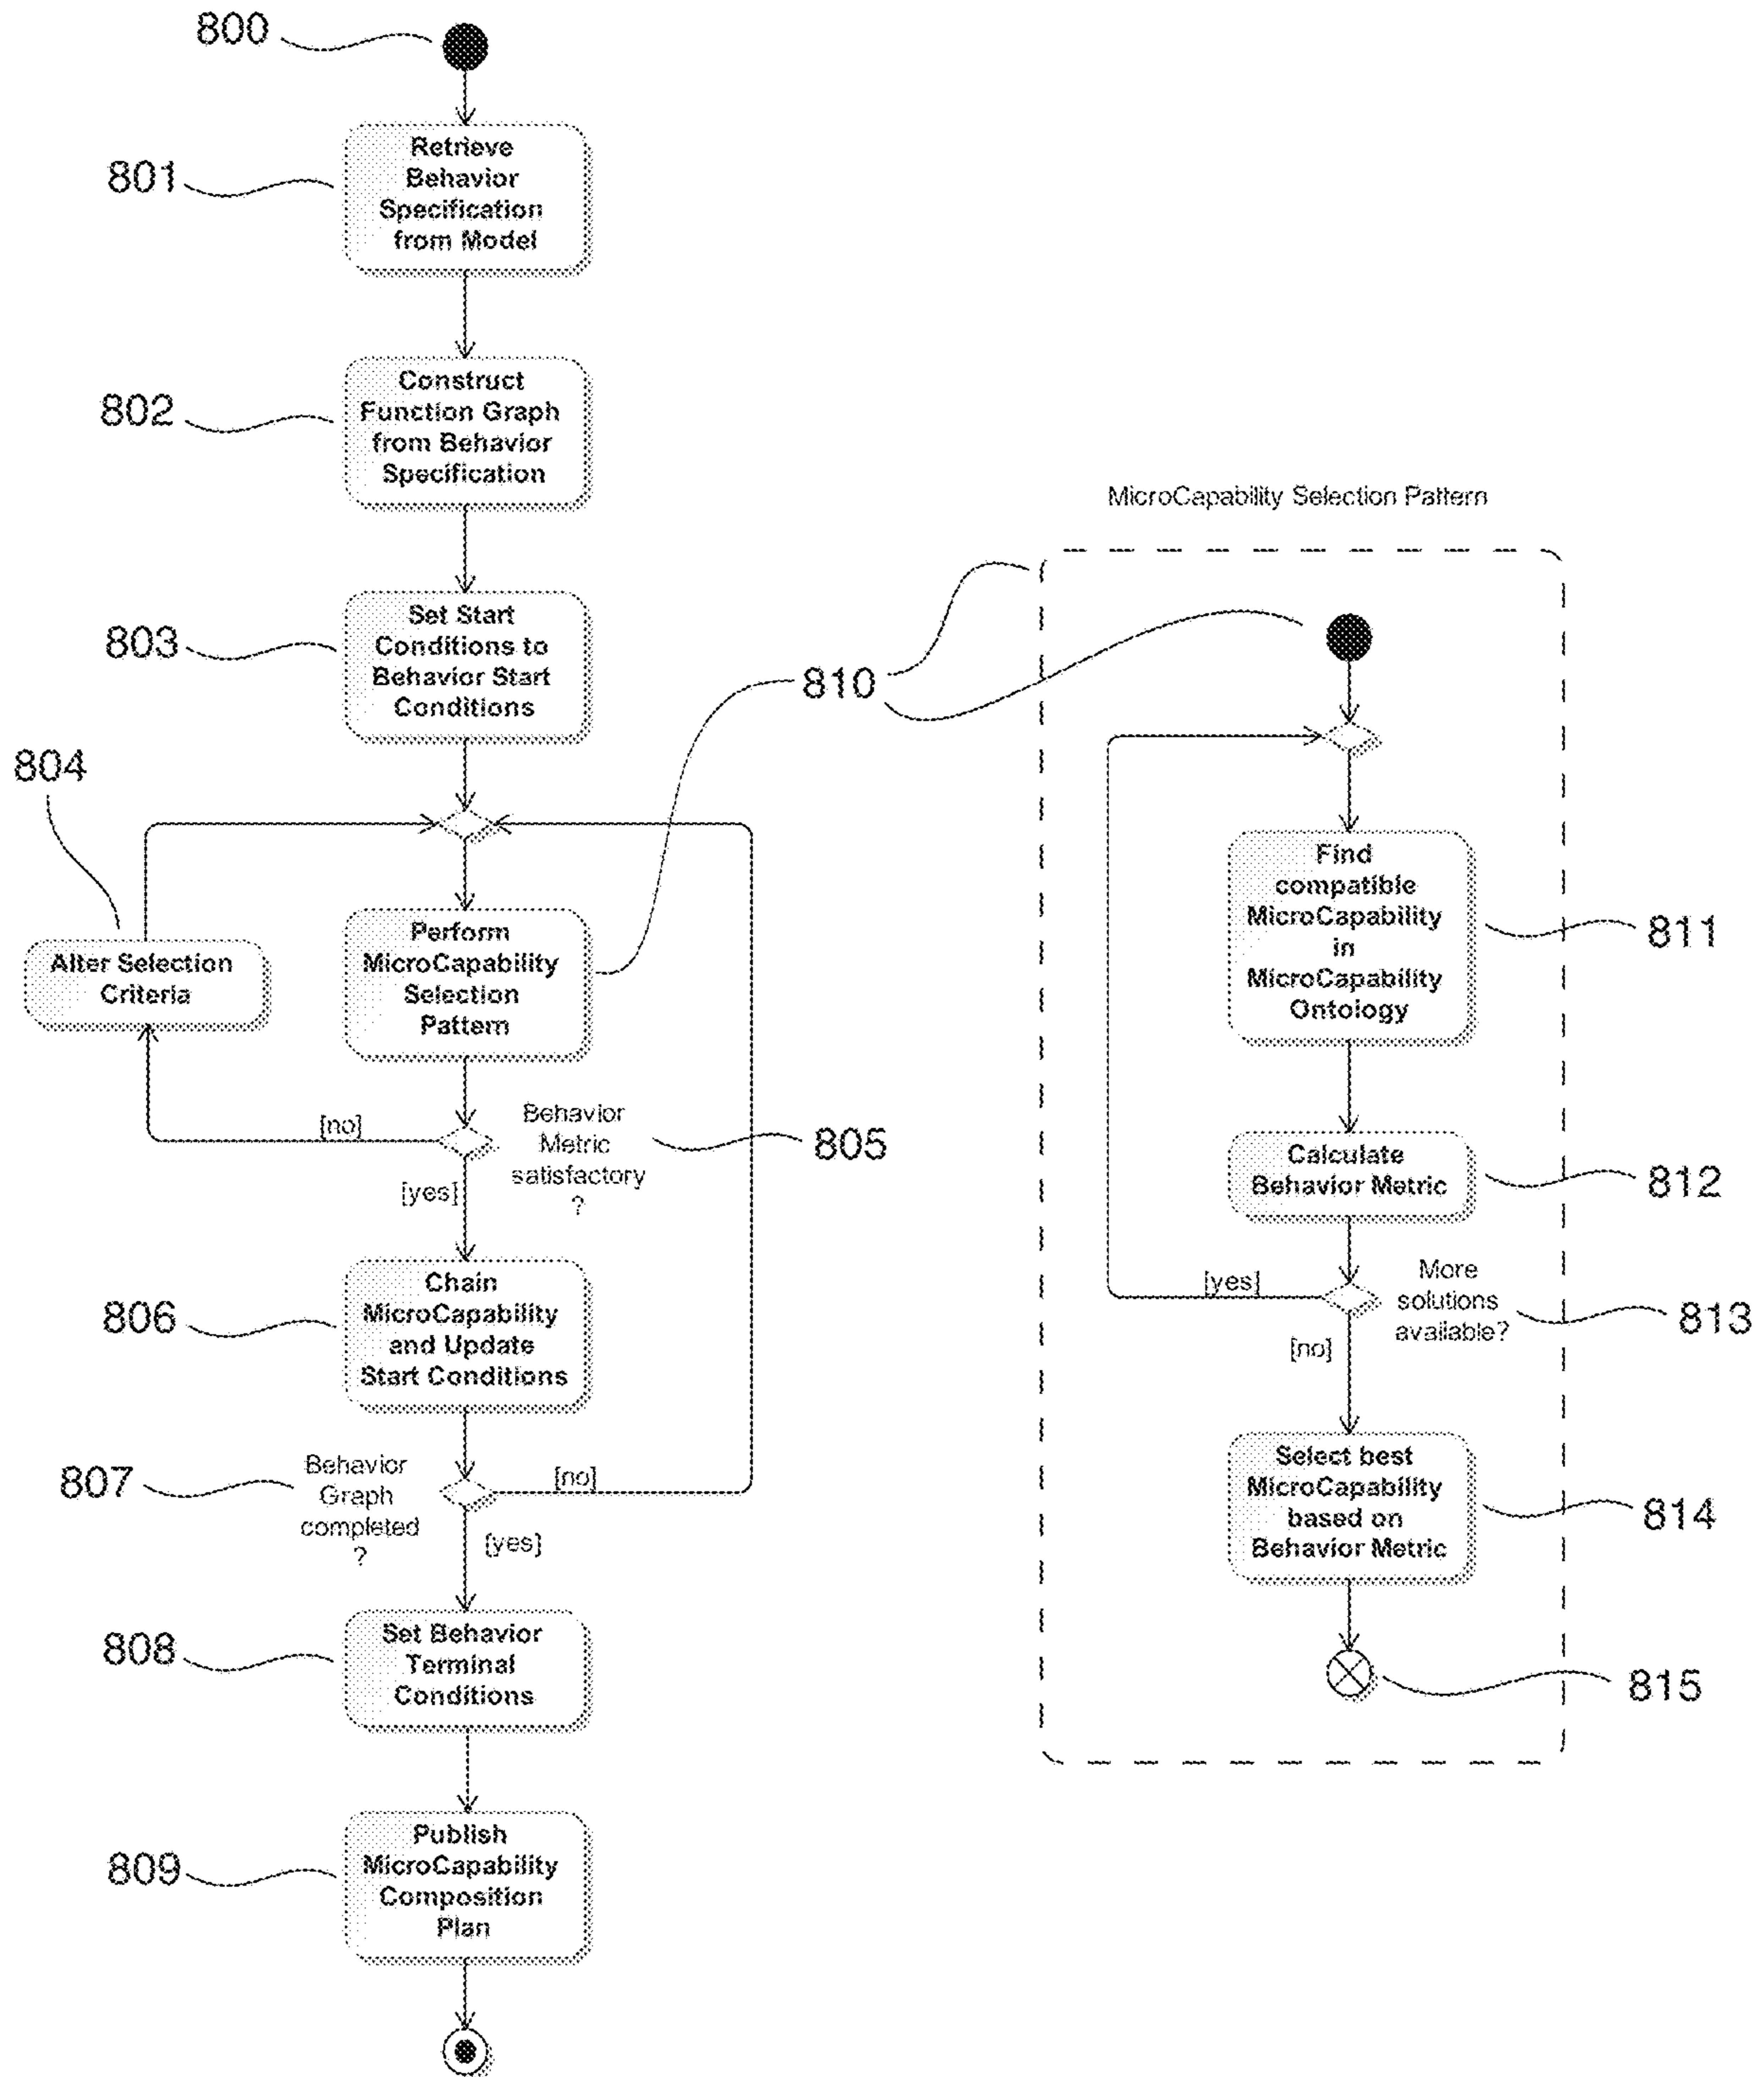 800
801
Retrieve
Behavior
Specification
from Model
802
Construct
Function Graph
from Behavior
Specification
803
Set Start
Conditions to
Behavior Start
Conditions
804
Alter Selection
Criteria
Perform
MicroCapability
Selection
Pattern
810
[no]
Behavior
Metric
satisfactory
?
805
[yes]
806
Chain
MicroCapability
and Update
Start Conditions
807
Behavior
Graph
completed
?
[no]
[yes]
808
Set Behavior
Terminal
Conditions
809
Publish
MicroCapability
Composition
Plan
MicroCapability Selection Pattern
Find
compatible
MicroCapability
in
MicroCapability
Ontology
811
Calculate
Behavior Metric
812
[yes]
More
solutions
available?
813
[no]
Select best
MicroCapability
based on
Behavior Metric
814
815